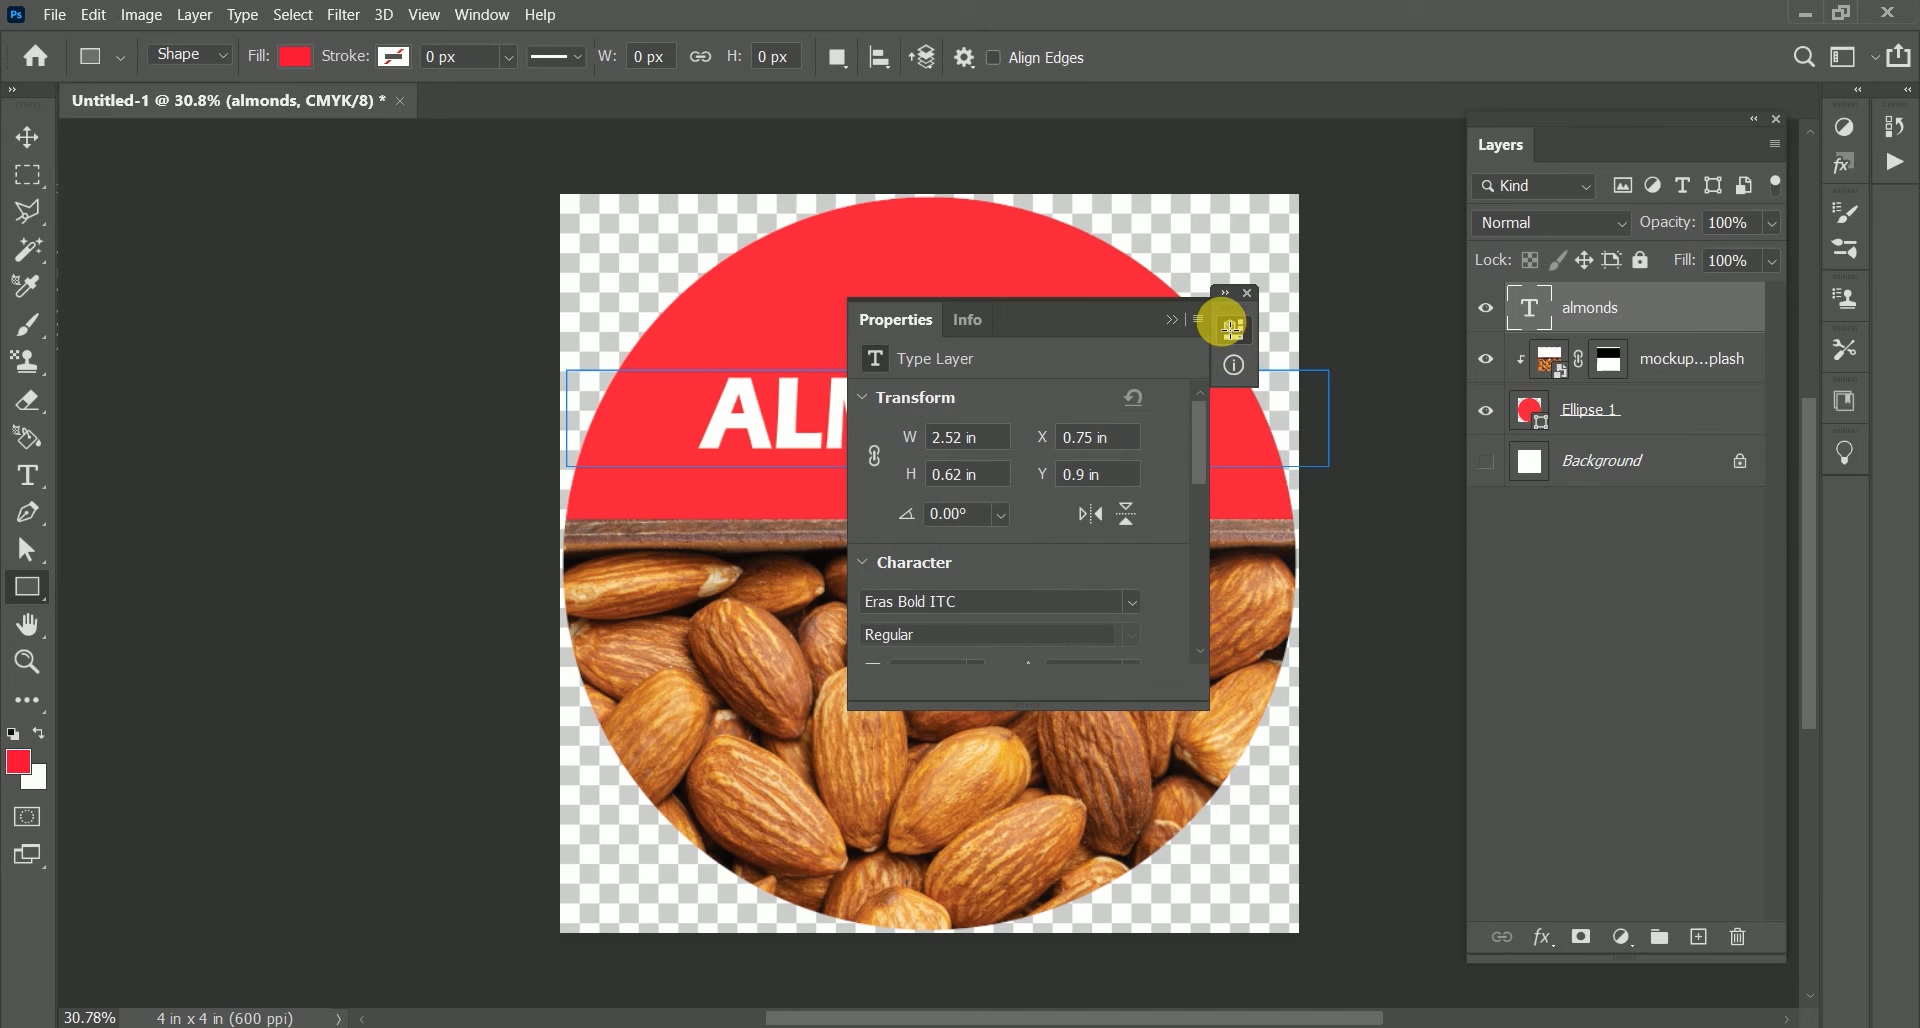 Ps File Edit Image Layer Type Select Filter 3D View Window Help
Shape Fill: Stroke: 0 px W: 0 px H: 0 px Align Edges
Untitled-1 @ 30.8% (almonds, CMYK/8) *
Layers
Kind
Normal Opacity: 100%
Lock: Fill: 100%
almonds
mockup...plash
Ellipse 1
Background
Properties Info
T Type Layer
Transform
W 2.52 in X 0.75 in
H 0.62 in Y 0.9 in
0.00°
Character
Eras Bold ITC
Regular
AL
30.78% 4 in x 4 in (600 ppi)